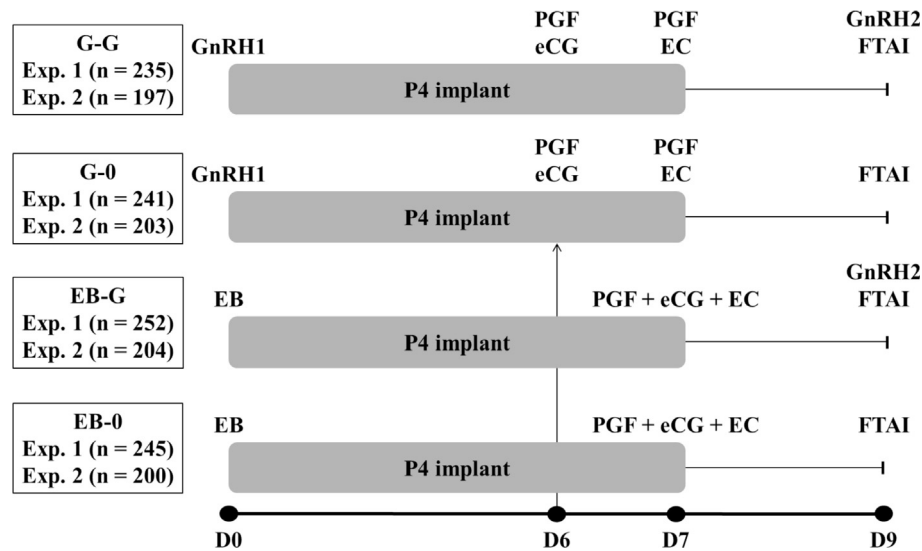 G-G
Exp. 1 (n = 235)
Exp. 2 (n = 197)
GnRH1
PGF
eCG
PGF
EC
GnRH2
FTAI
P4 implant
G-0
Exp. 1 (n = 241)
Exp. 2 (n = 203)
GnRH1
PGF
eCG
PGF
EC
FTAI
P4 implant
EB-G
Exp. 1 (n = 252)
Exp. 2 (n = 204)
EB
PGF + eCG + EC
GnRH2
FTAI
P4 implant
EB-0
Exp. 1 (n = 245)
Exp. 2 (n = 200)
EB
PGF + eCG + EC
FTAI
P4 implant
D0
D6
D7
D9